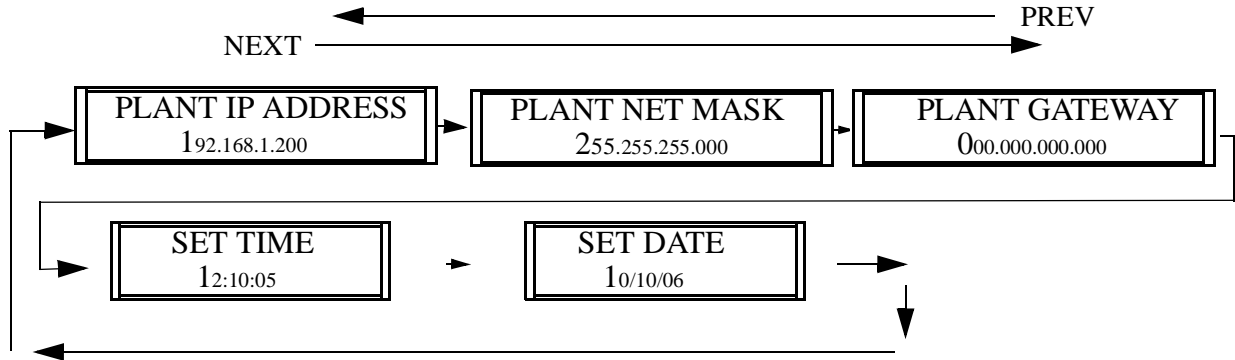 PREV
NEXT
PLANT IP ADDRESS
192.168.1.200
PLANT NET MASK
255.255.255.000
PLANT GATEWAY
000.000.000.000
SET TIME
12:10:05
SET DATE
10/10/06